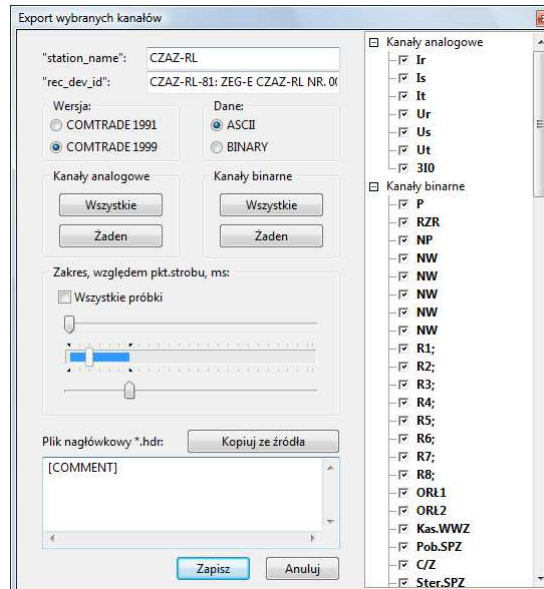 Export wybranych kanałów
"station_name": CZAZ-RL
"rec_dev_id": CZAZ-RL-81: ZEG-E CZAZ-RL NR. 00
Wersja:
COMTRADE 1991
COMTRADE 1999
Dane:
ASCII
BINARY
Kanały analogowe
Wszystkie
Żaden
Kanały binarne
Wszystkie
Żaden
Zakres, względem pkt.strobu, ms:
Wszystkie próbki
Plik nagłówkowy *.hdr:
Kopiuj ze źródła
[COMMENT]
Zapisz
Anuluj
Kanały analogowe
Ir
Is
It
Ur
Us
Ut
3I0
Kanały binarne
P
RZR
NP
NW
NW
NW
NW
NW
R1;
R2;
R3;
R4;
R5;
R6;
R7;
R8;
ORŁ1
ORŁ2
Kas.WWZ
Pob.SPZ
C/Z
Ster.SPZ